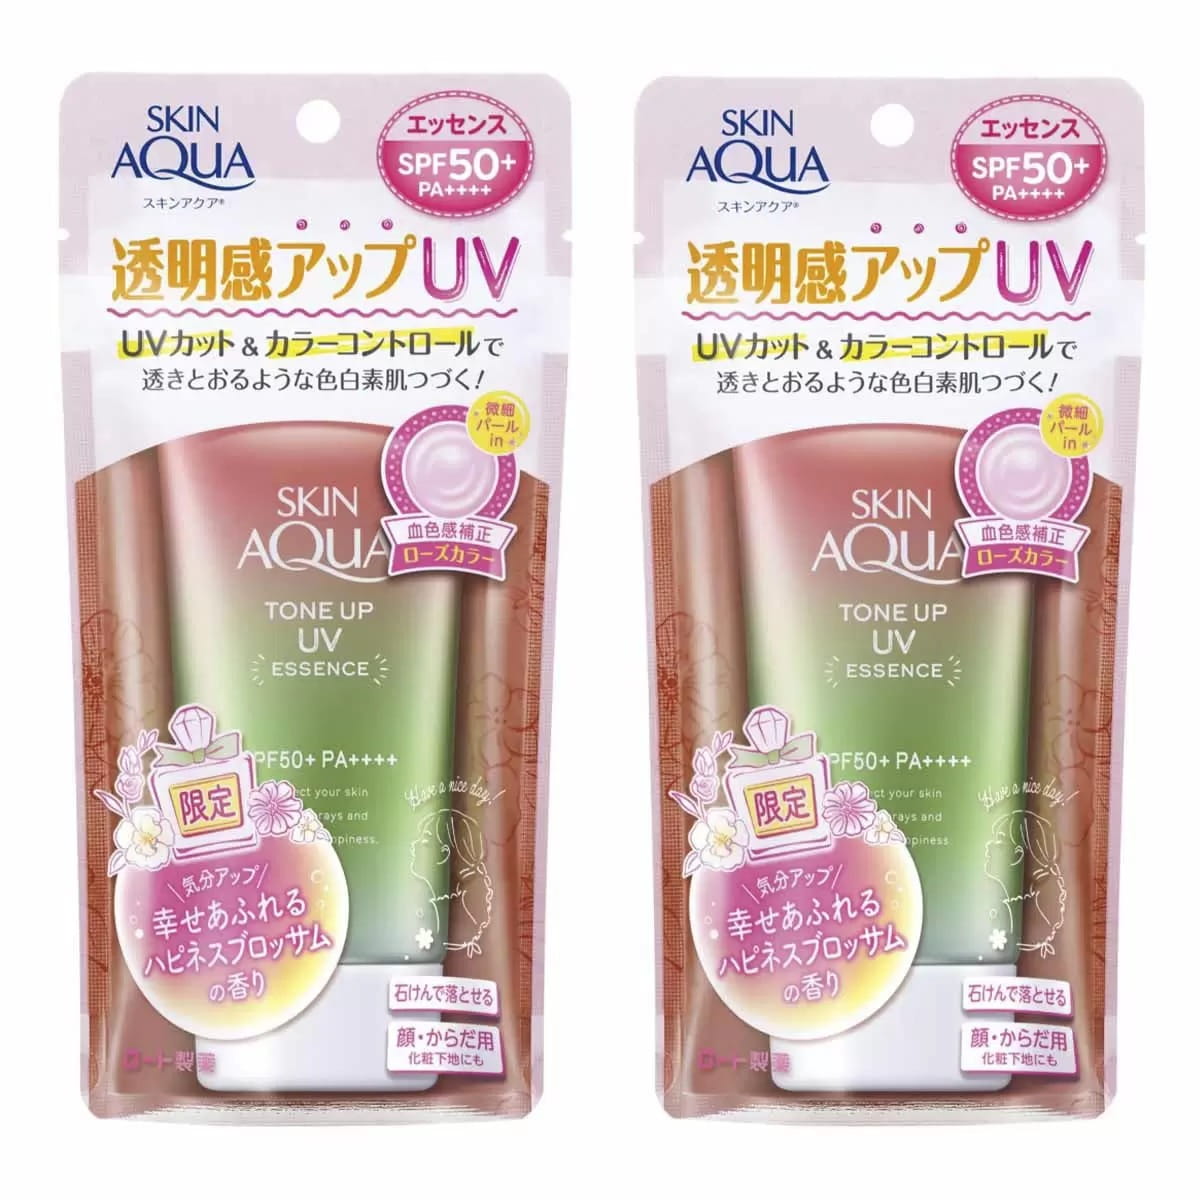 SKIN
AQUA
スキンアクア®
エッセンス
SPF50+
PA++++
透明感アップUV
UVカット&カラーコントロールで
透きとおるような色白素肌つづく!
微細
パール
in
血色感補正
ローズカラー
SKIN
AQUA
TONE UP
UV
ESSENCE
PF50+ PA++++
ect your skin
rays and
ppiness.
Have a nice day!
限定
気分アップ
幸せあふれる
ハピネスブロッサム
の香り
石けんで落とせる
顔・からだ用
化粧下地にも
ロート製薬
SKIN
AQUA
スキンアクア®
エッセンス
SPF50+
PA++++
透明感アップUV
UVカット&カラーコントロールで
透きとおるような色白素肌つづく!
微細
パール
in
血色感補正
ローズカラー
SKIN
AQUA
TONE UP
UV
ESSENCE
PF50+ PA++++
ect your skin
rays and
ppiness
Have a nice day!
限定
気分アップ
幸せあふれる
ハピネスブロッサム
の香り
石けんで落とせる
顔・からだ用
化粧下地にも
ロート製薬